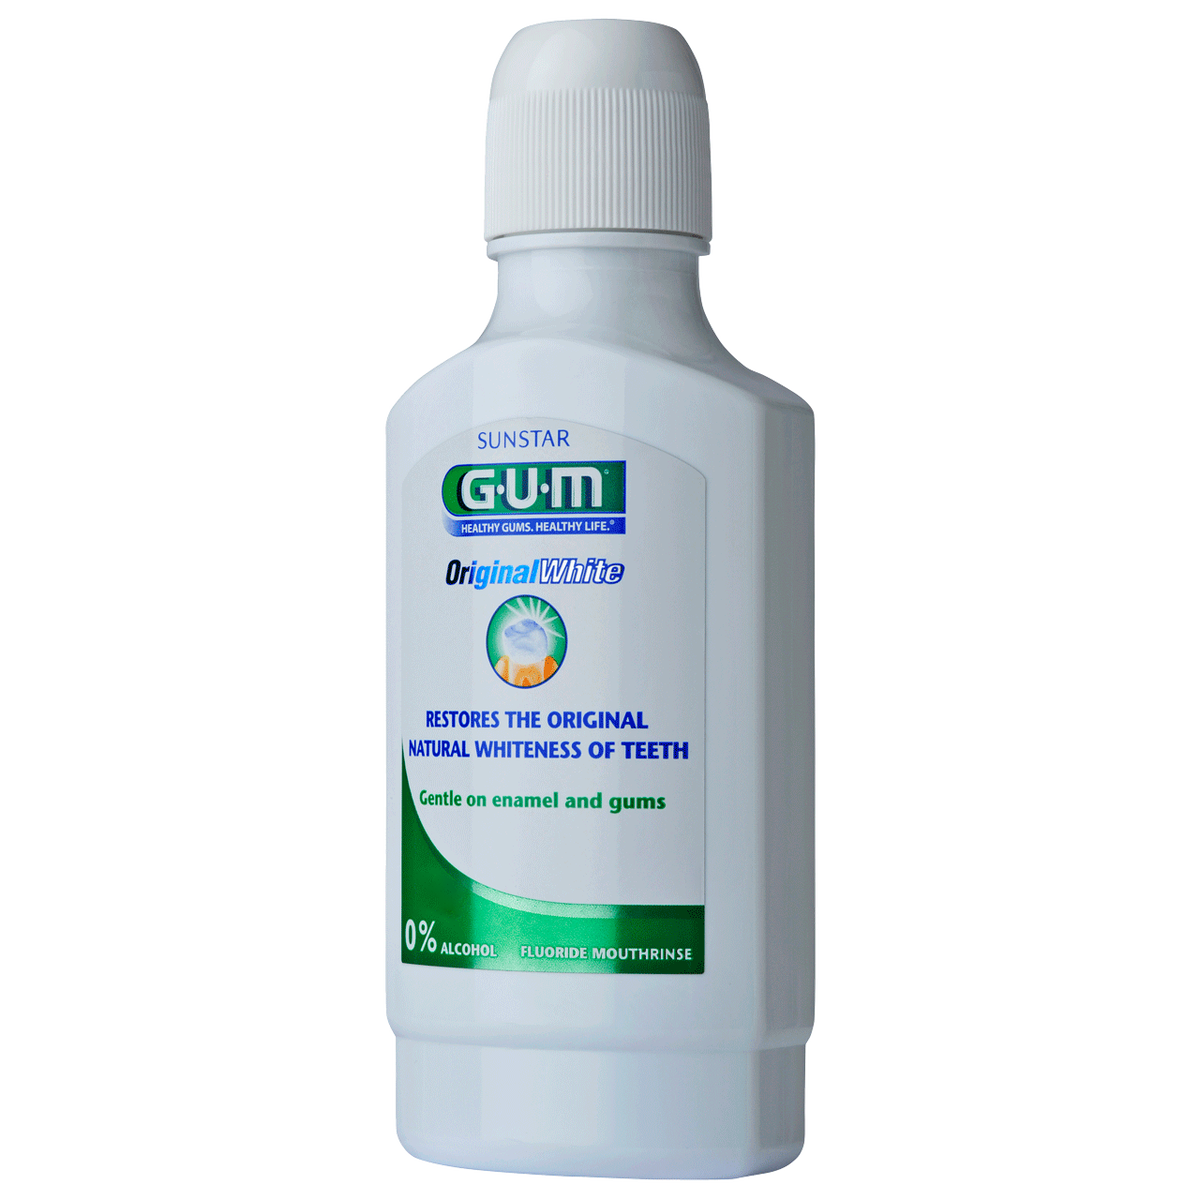 SUNSTAR
G·U·M
HEALTHY GUMS. HEALTHY LIFE.®
OriginalWhite
RESTORES THE ORIGINAL
NATURAL WHITENESS OF TEETH
Gentle on enamel and gums
0% ALCOHOL FLUORIDE MOUTHRINSE